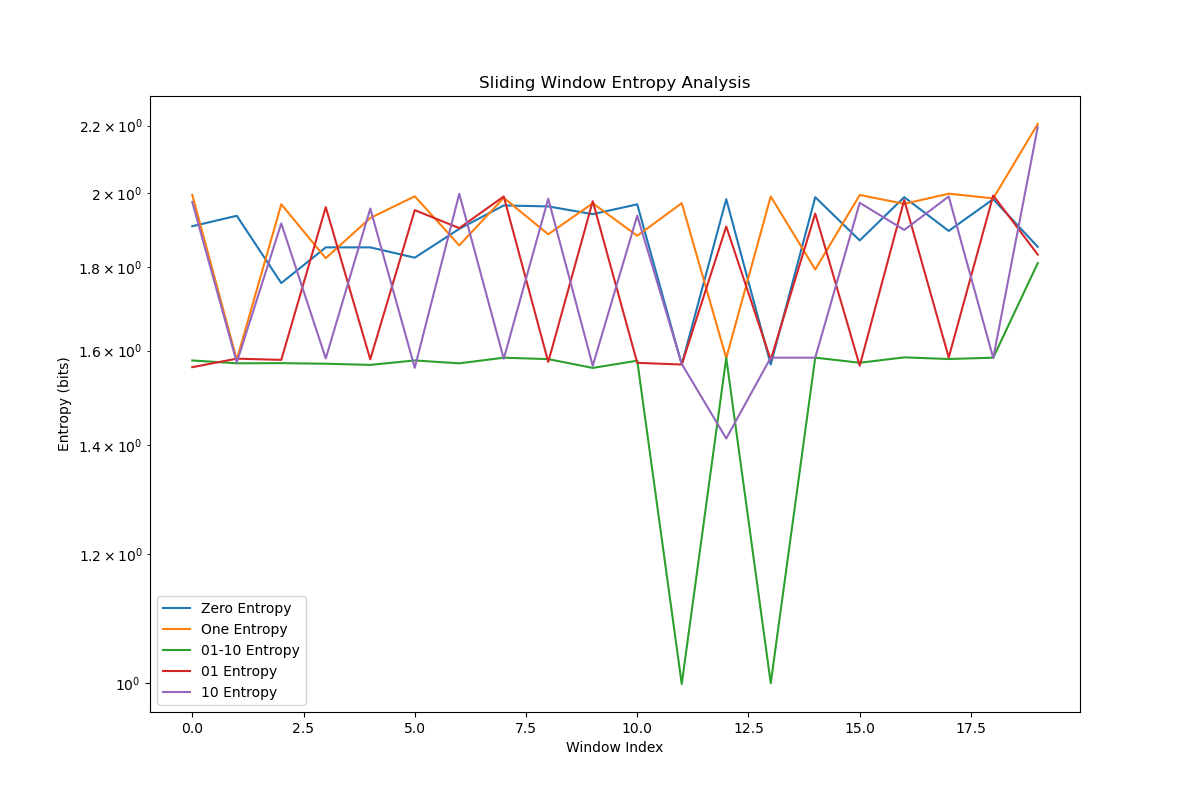 Sliding Window Entropy Analysis
Entropy (bits)
2.2 × 10⁰
2 × 10⁰
1.8 × 10⁰
1.6 × 10⁰
1.4 × 10⁰
1.2 × 10⁰
10⁰
Zero Entropy
One Entropy
01-10 Entropy
01 Entropy
10 Entropy
0.0 2.5 5.0 7.5 10.0 12.5 15.0 17.5
Window Index